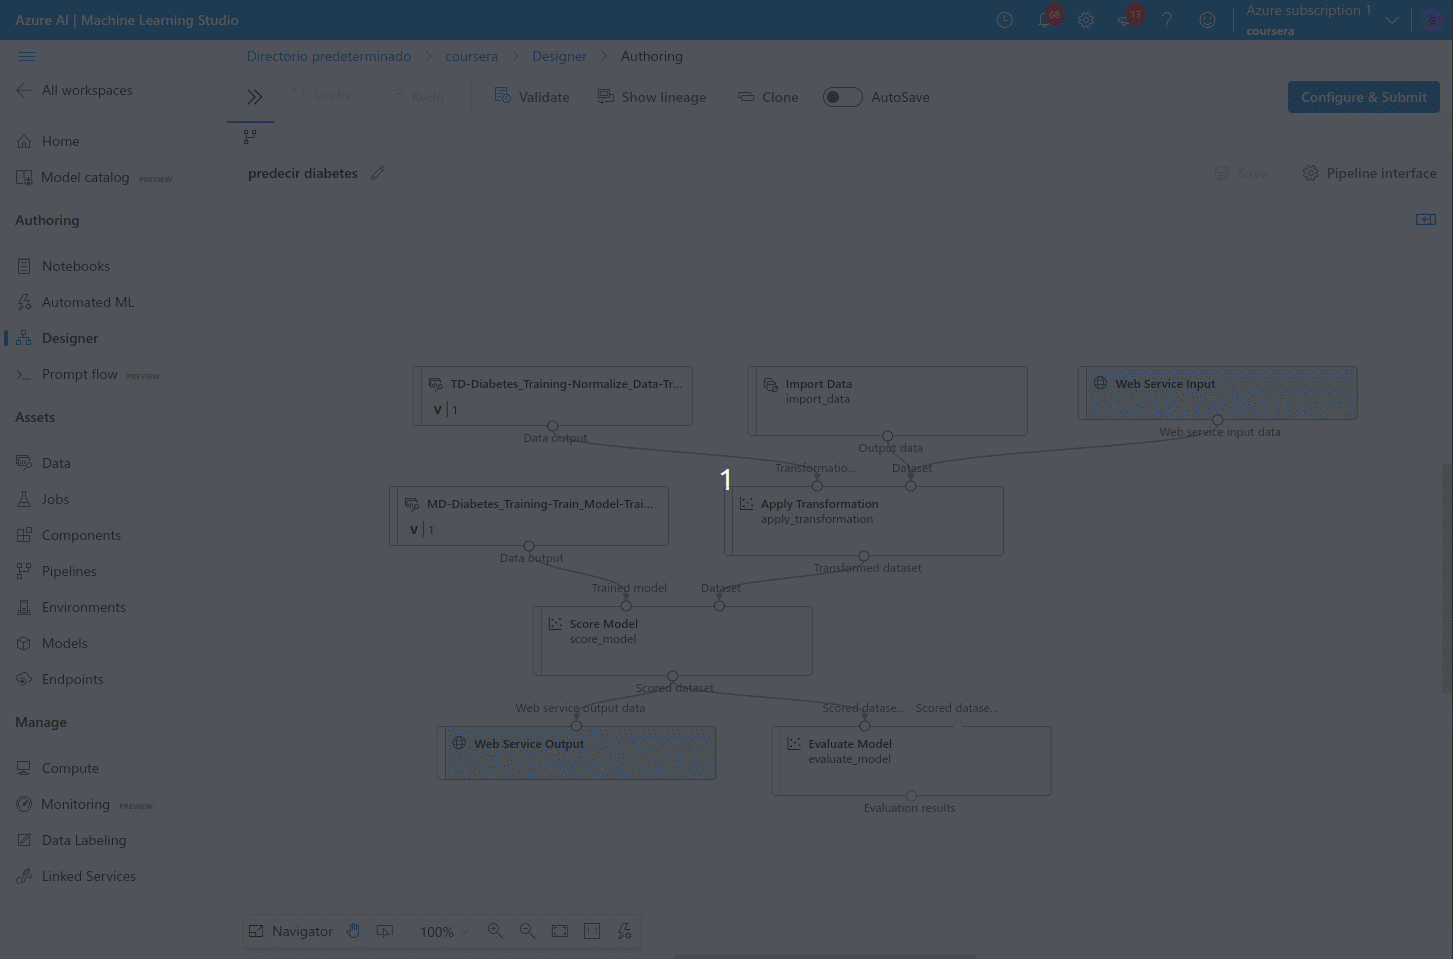 Azure AI | Machine Learning Studio
68
13
?
Azure subscription 1
coursera
All workspaces
Home
Model catalog PREVIEW
Authoring
Notebooks
Automated ML
Designer
Prompt flow PREVIEW
Assets
Data
Jobs
Components
Pipelines
Environments
Models
Endpoints
Manage
Compute
Monitoring PREVIEW
Data Labeling
Linked Services
Directorio predeterminado > coursera > Designer > Authoring
Undo
Redo
Validate
Show lineage
Clone
AutoSave
Configure & Submit
predecir diabetes
Save
Pipeline interface
TD-Diabetes_Training-Normalize_Data-Tr...
V | 1
Data output
Import Data
import_data
Output data
Web Service Input
Web service input data
Transformatio...
Dataset
1
MD-Diabetes_Training-Train_Model-Trai...
V | 1
Data output
Apply Transformation
apply_transformation
Transformed dataset
Trained model
Dataset
Score Model
score_model
Scored dataset
Web service output data
Scored datase...
Scored datase...
Web Service Output
Evaluate Model
evaluate_model
Evaluation results
Navigator
100%
1:1